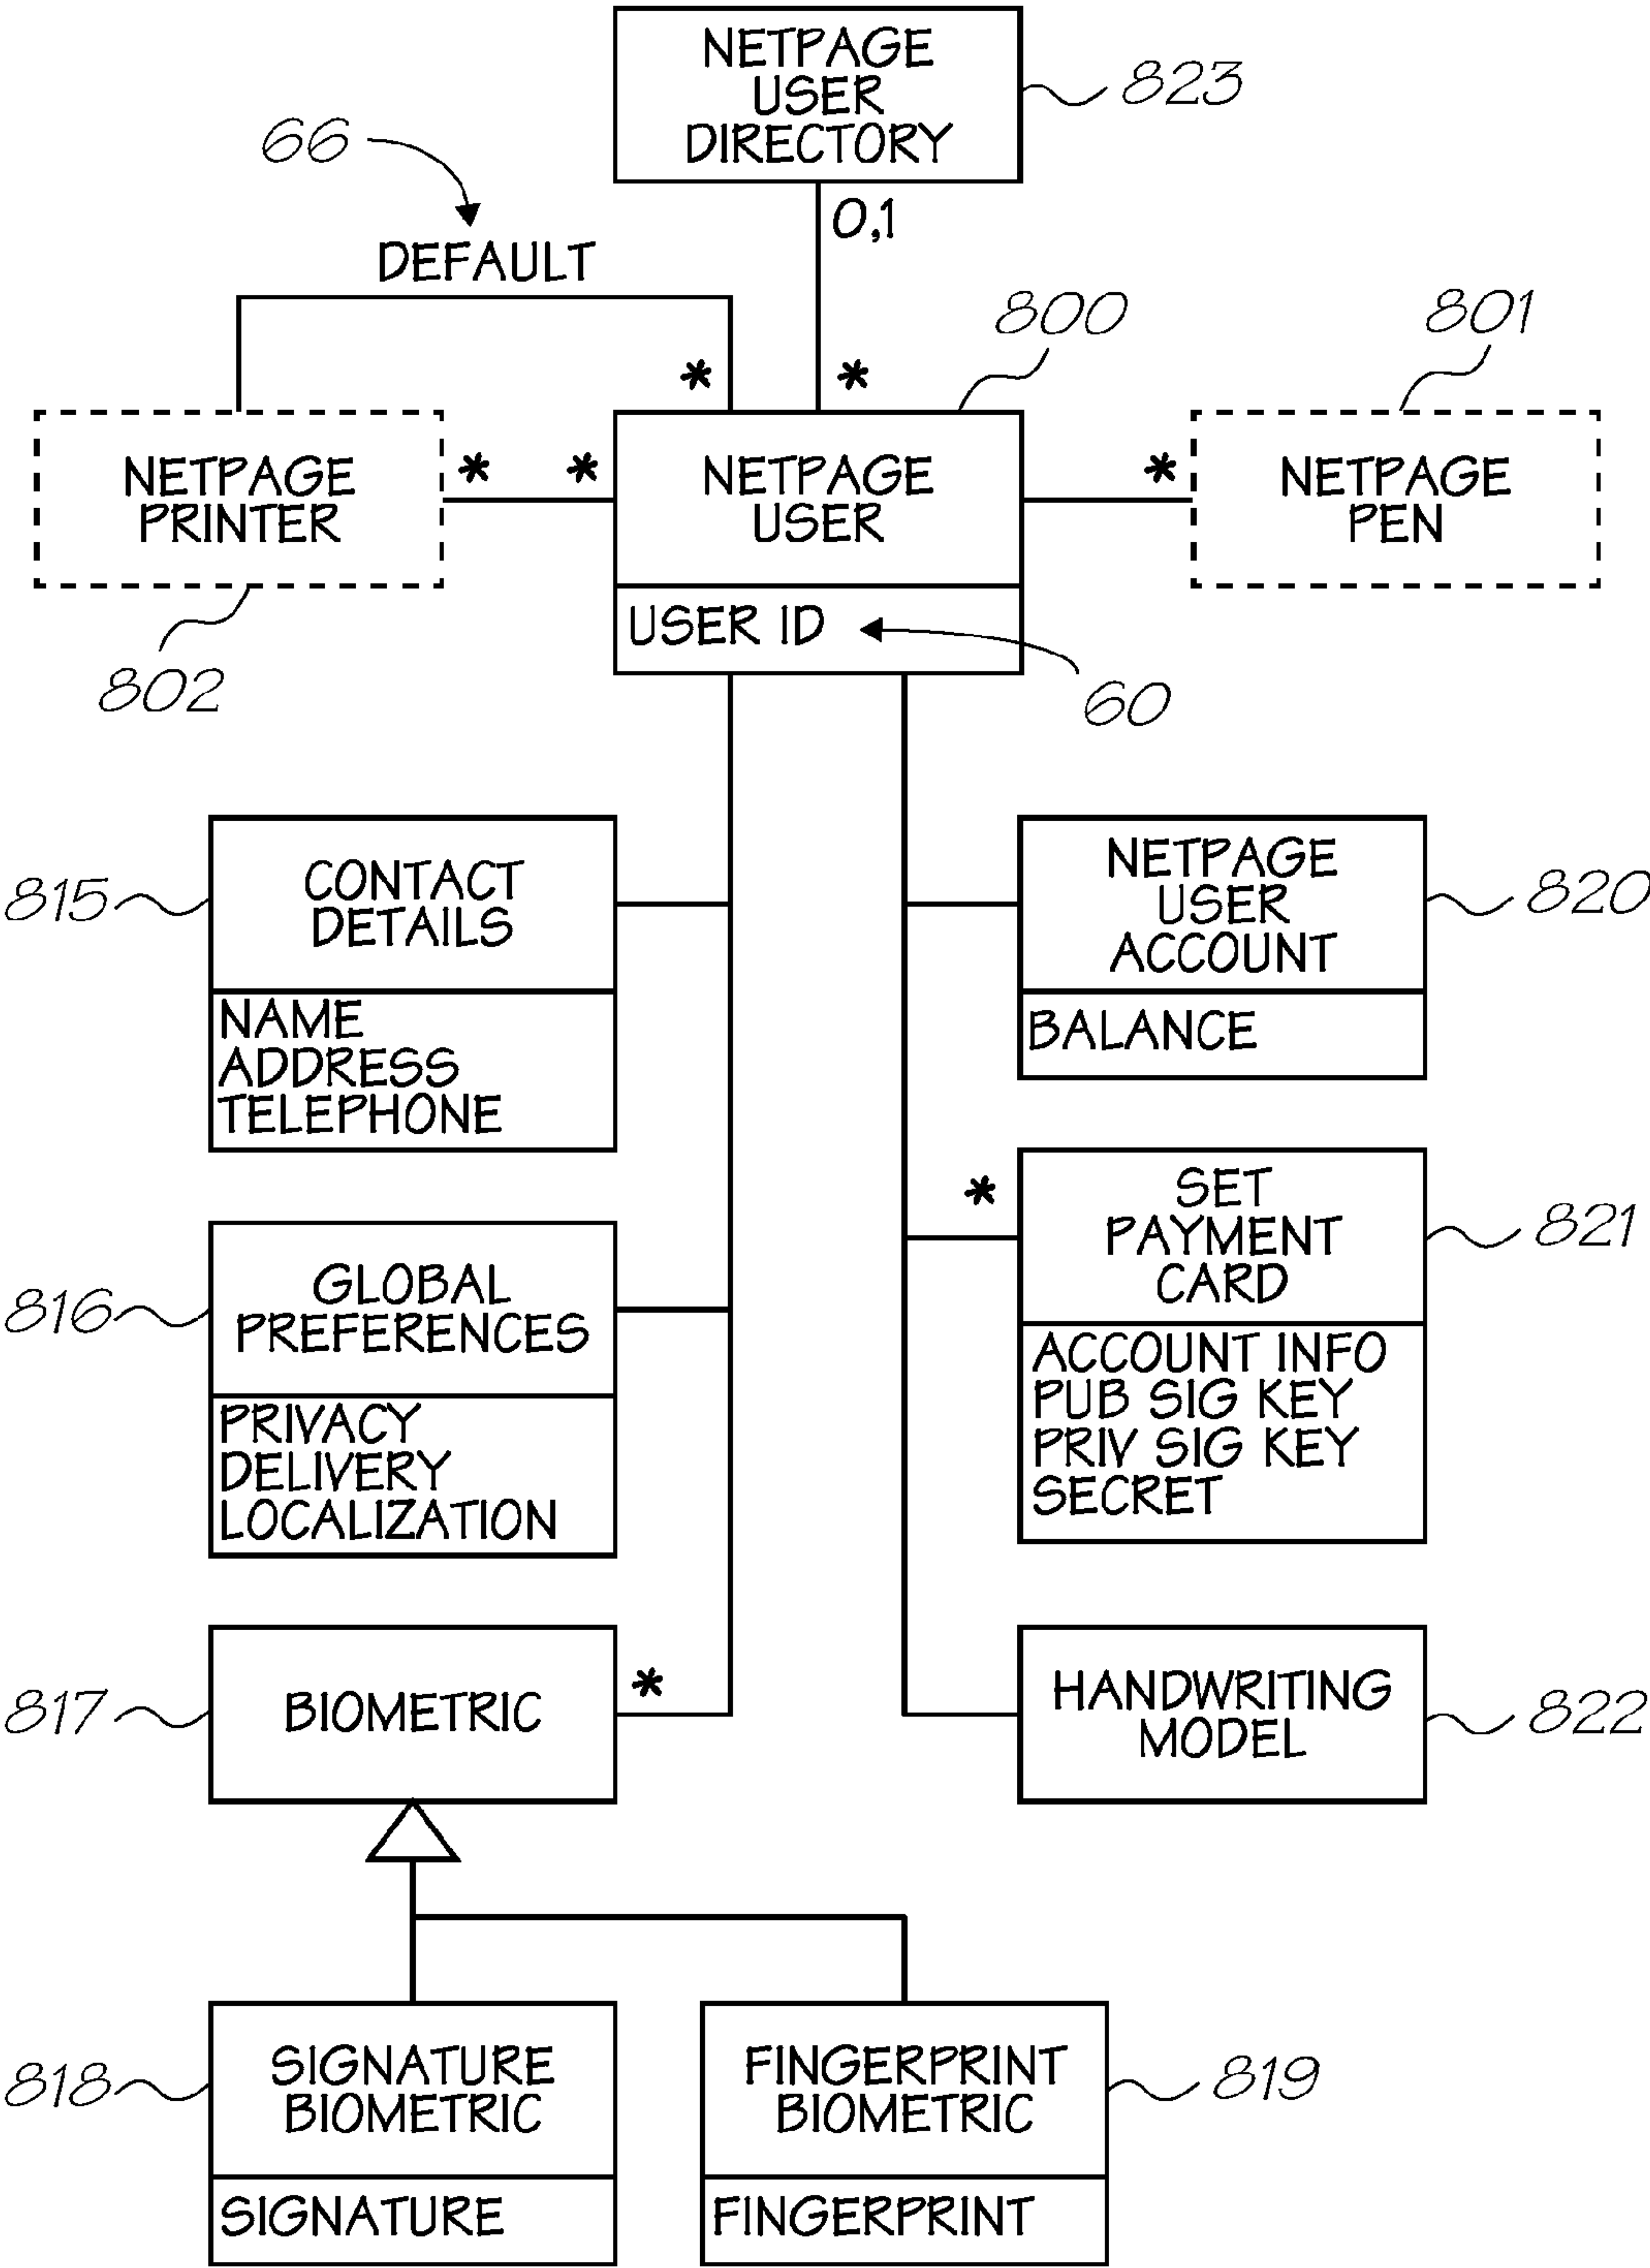 NETPAGE
USER
DIRECTORY
823
66
0,1
DEFAULT
800
801
*
*
NETPAGE
PRINTER
*
*
NETPAGE
USER
*
NETPAGE
PEN
USER ID
802
60
815
CONTACT
DETAILS
NAME
ADDRESS
TELEPHONE
NETPAGE
USER
ACCOUNT
820
BALANCE
*
SET
PAYMENT
CARD
821
ACCOUNT INFO
PUB SIG KEY
PRIV SIG KEY
SECRET
816
GLOBAL
PREFERENCES
PRIVACY
DELIVERY
LOCALIZATION
817
BIOMETRIC
*
HANDWRITING
MODEL
822
818
SIGNATURE
BIOMETRIC
SIGNATURE
FINGERPRINT
BIOMETRIC
819
FINGERPRINT